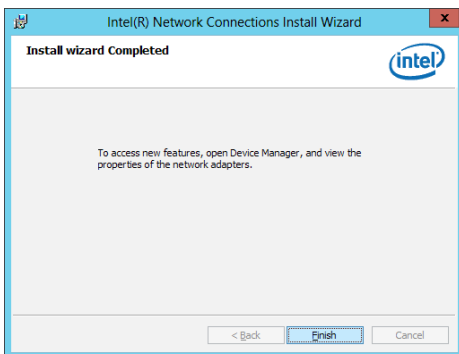 Intel(R) Network Connections Install Wizard
x
Install wizard Completed
intel
To access new features, open Device Manager, and view the
properties of the network adapters.
< Back
Finish
Cancel